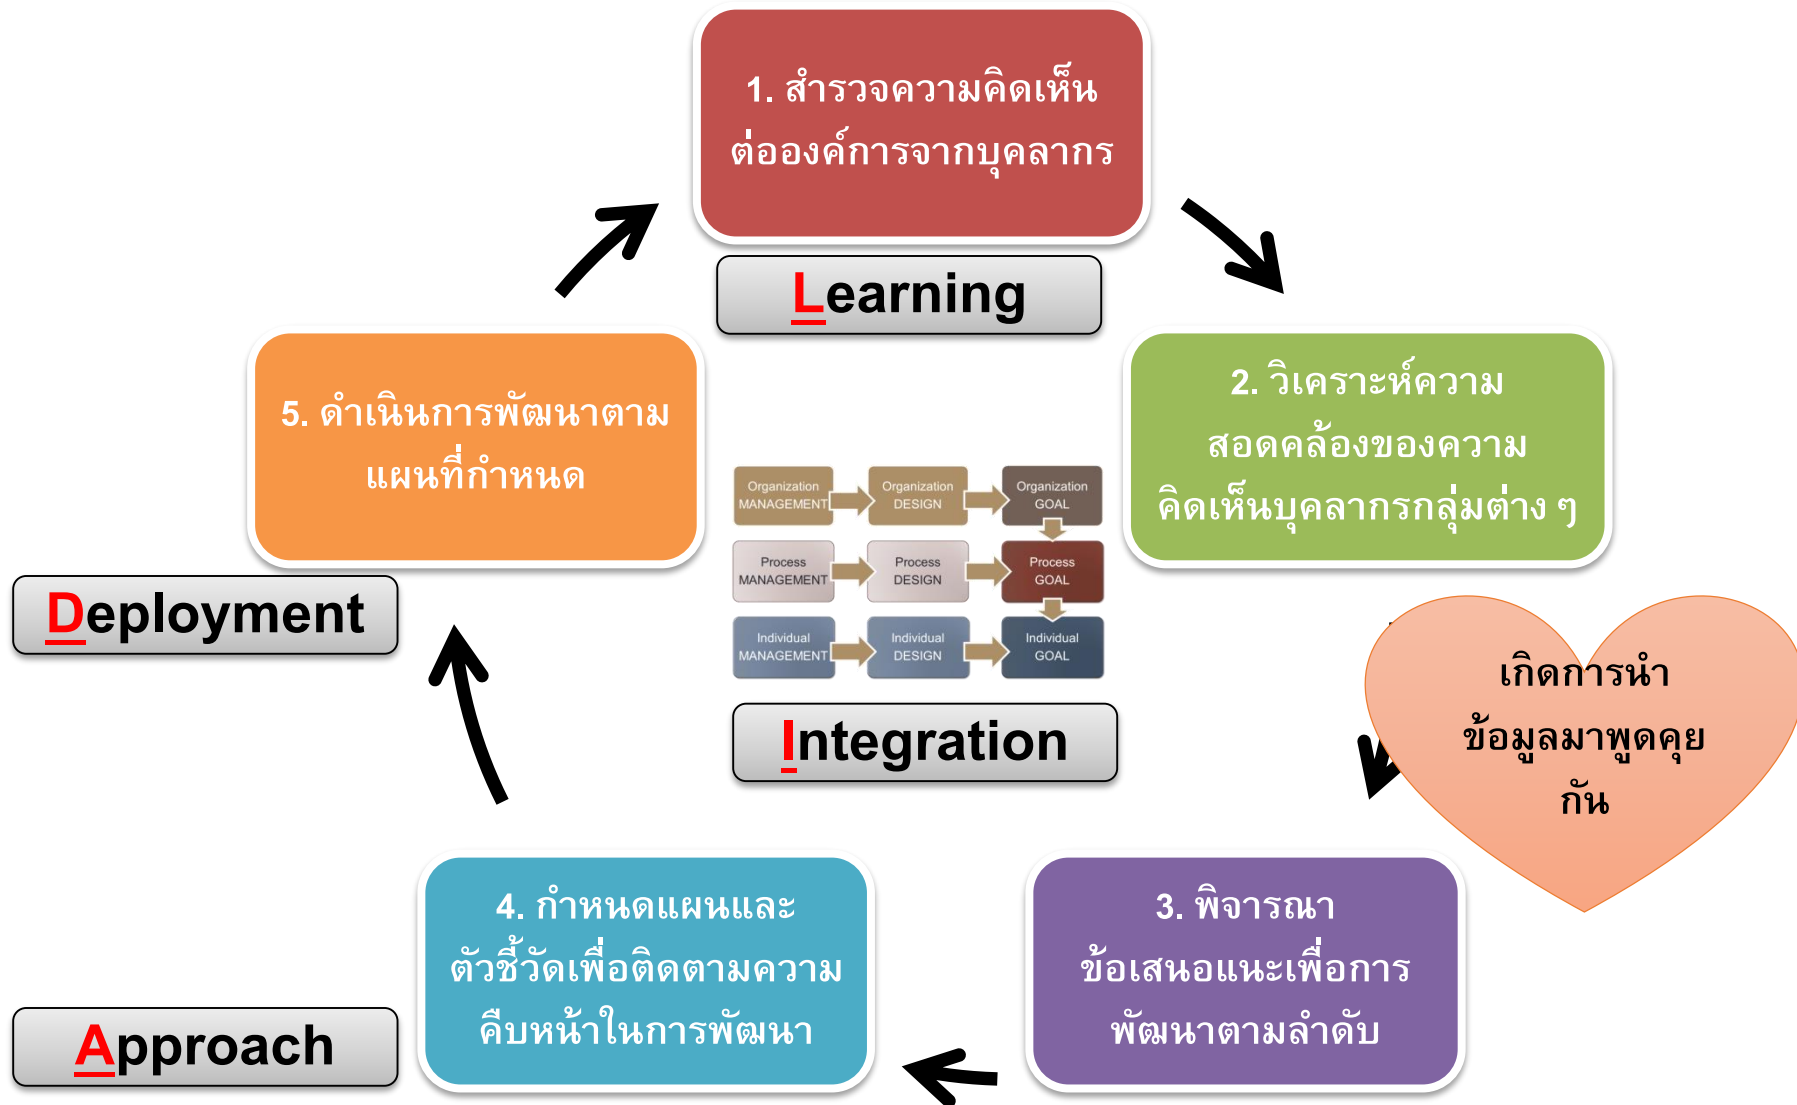 1. สำรวจความคิดเห็น
ต่อองค์การจากบุคลากร
Learning
2. วิเคราะห์ความ
สอดคล้องของความ
คิดเห็นบุคลากรกลุ่มต่าง ๆ
เกิดการนำ
ข้อมูลมาพูดคุย
กัน
3. พิจารณา
ข้อเสนอแนะเพื่อการ
พัฒนาตามลำดับ
4. กำหนดแผนและ
ตัวชี้วัดเพื่อติดตามความ
คืบหน้าในการพัฒนา
Approach
5. ดำเนินการพัฒนาตาม
แผนที่กำหนด
Deployment
Organization
MANAGEMENT
Organization
DESIGN
Organization
GOAL
Process
MANAGEMENT
Process
DESIGN
Process
GOAL
Individual
MANAGEMENT
Individual
DESIGN
Individual
GOAL
Integration